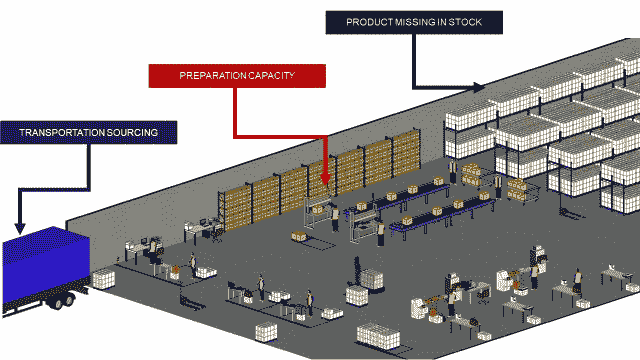 PRODUCT MISSING IN STOCK
PREPARATION CAPACITY
TRANSPORTATION SOURCING